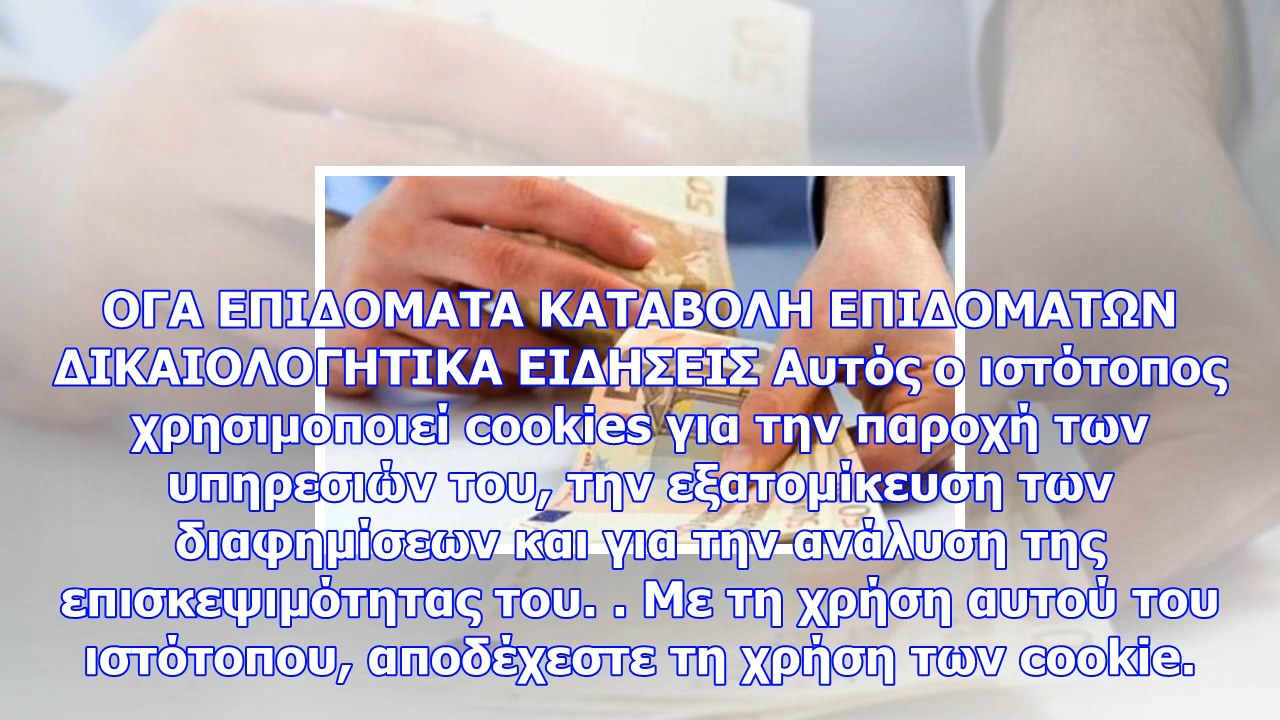 50
50
ΟΓΑ ΕΠΙΔΟΜΑΤΑ ΚΑΤΑΒΟΛΗ ΕΠΙΔΟΜΑΤΩΝ
ΔΙΚΑΙΟΛΟΓΗΤΙΚΑ ΕΙΔΗΣΕΙΣ Αυτός ο ιστότοπος
χρησιμοποιεί cookies για την παροχή των
υπηρεσιών του, την εξατομίκευση των
διαφημίσεων και για την ανάλυση της
επισκεψιμότητας του. . Με τη χρήση αυτού του
ιστότοπου, αποδέχεστε τη χρήση των cookie.